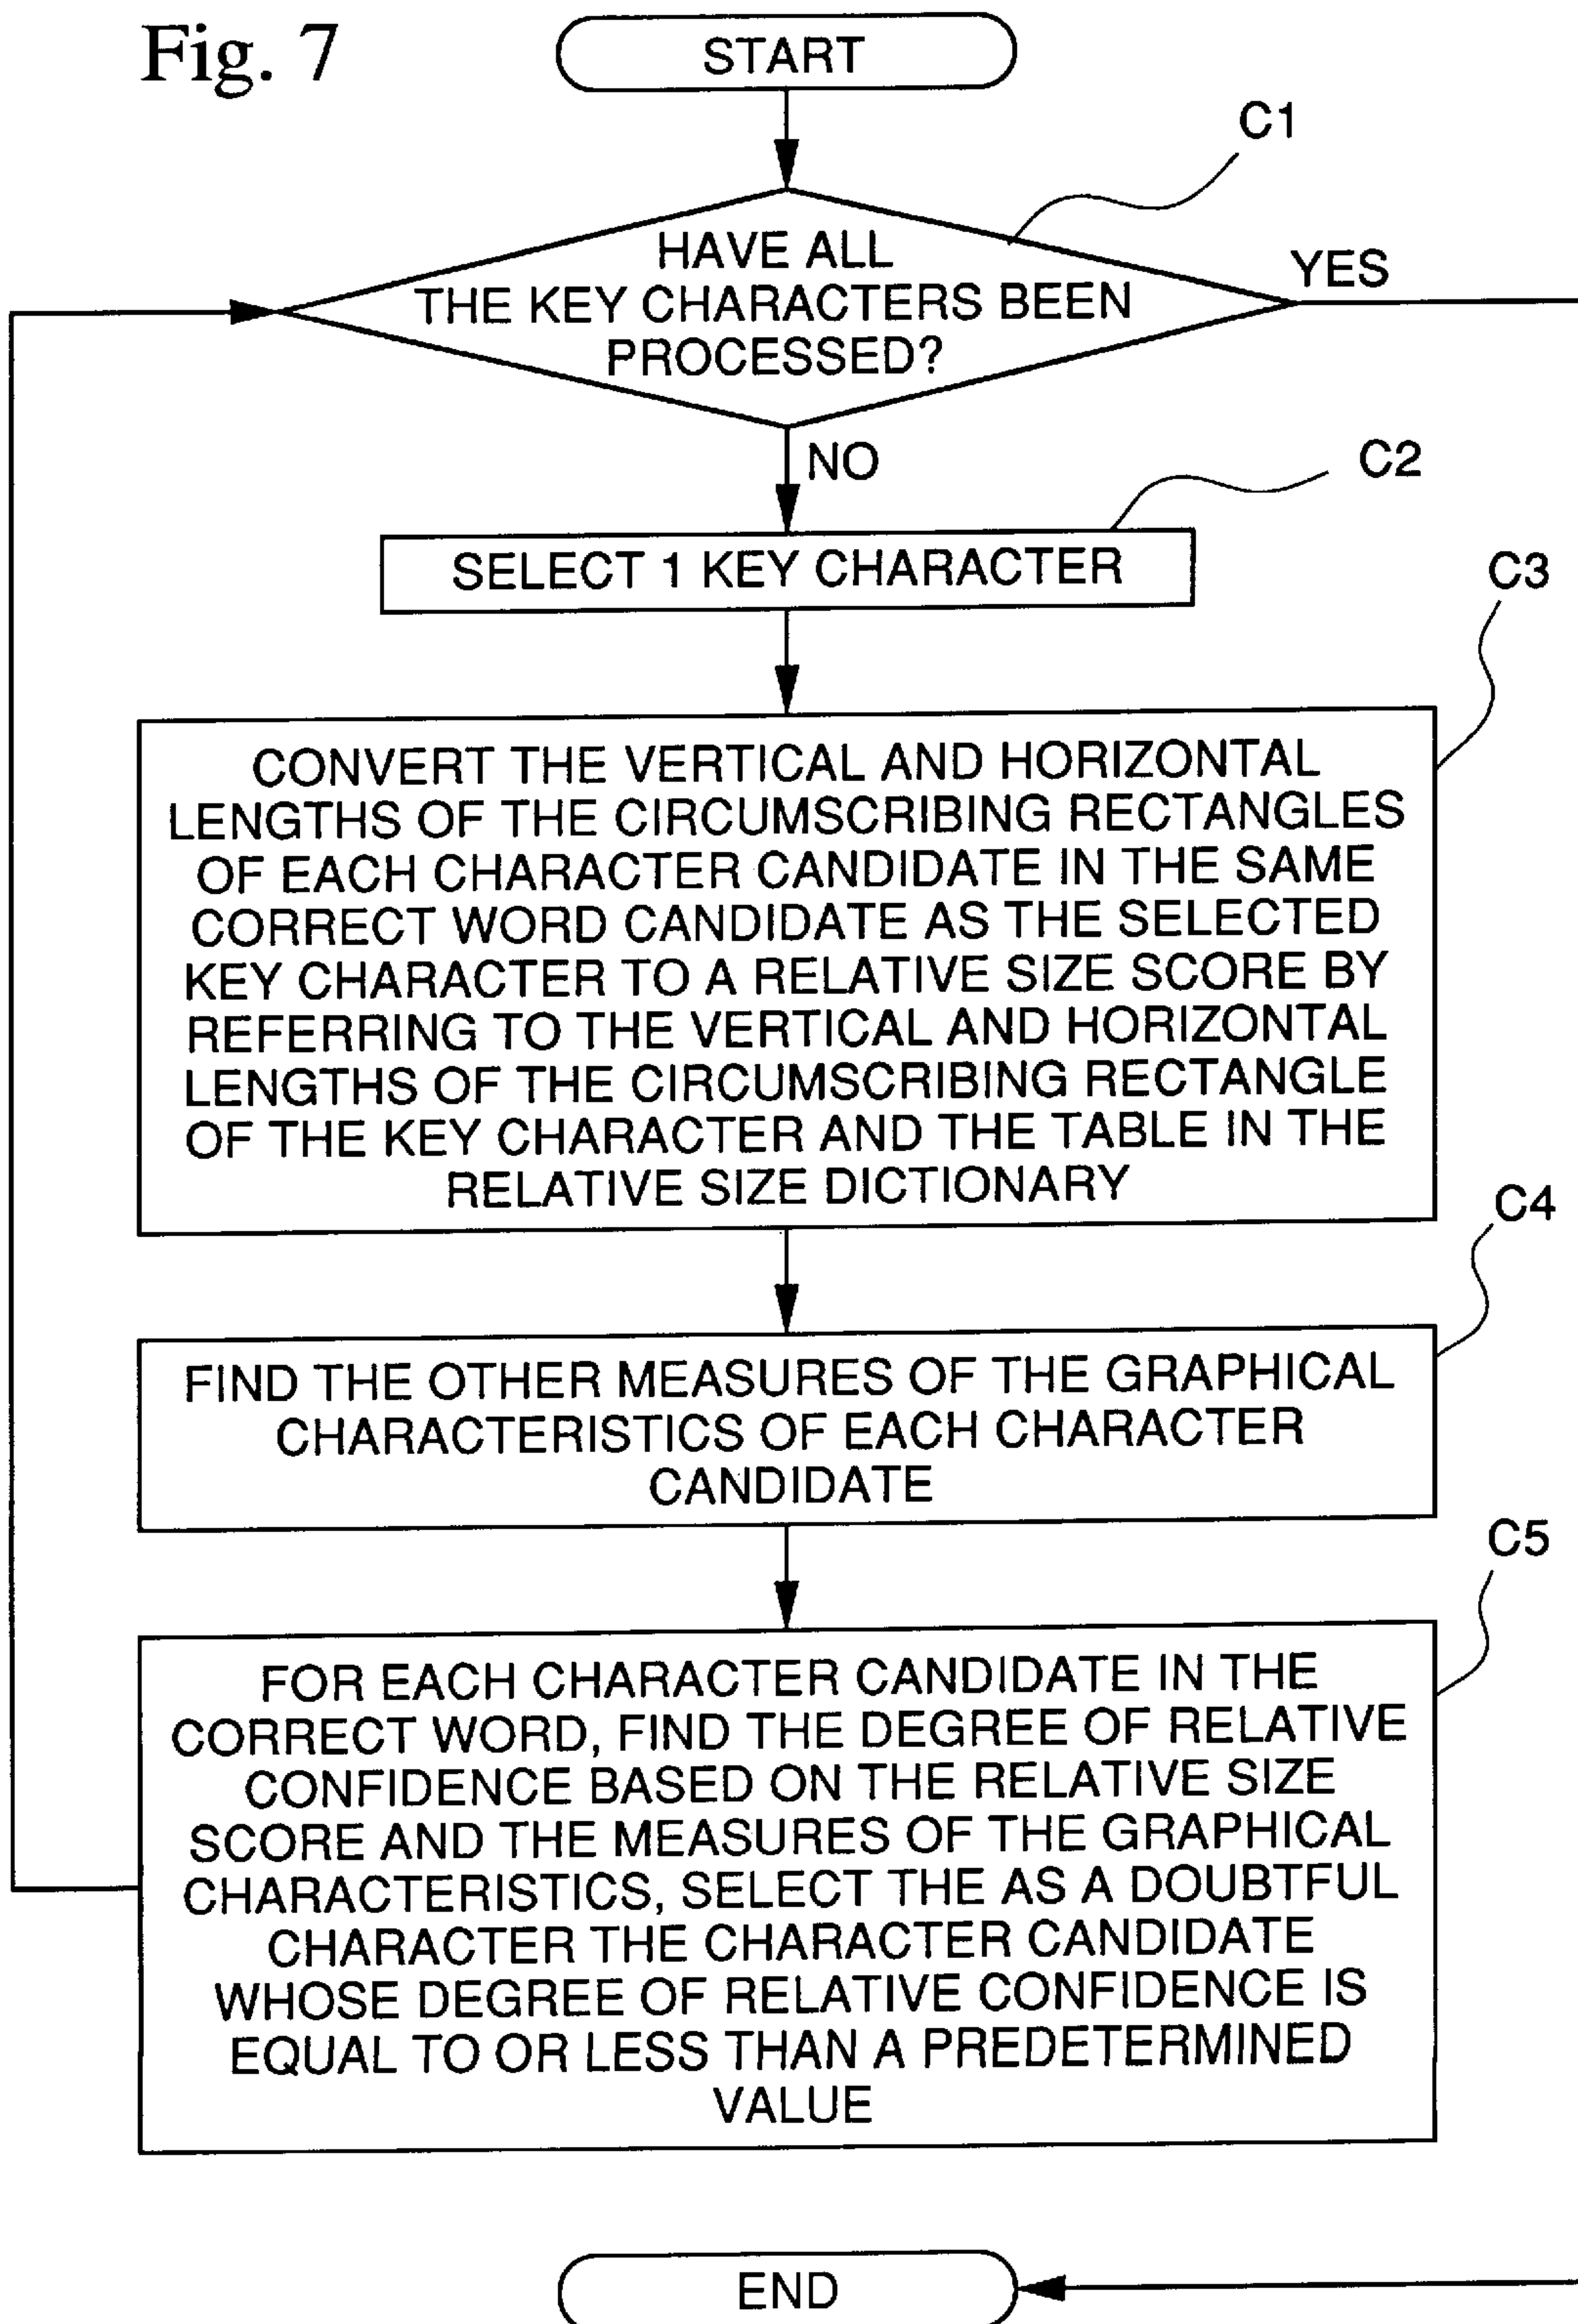 Fig. 7
START
C1
HAVE ALL
THE KEY CHARACTERS BEEN
PROCESSED?
YES
NO
C2
SELECT 1 KEY CHARACTER
C3
CONVERT THE VERTICAL AND HORIZONTAL
LENGTHS OF THE CIRCUMSCRIBING RECTANGLES
OF EACH CHARACTER CANDIDATE IN THE SAME
CORRECT WORD CANDIDATE AS THE SELECTED
KEY CHARACTER TO A RELATIVE SIZE SCORE BY
REFERRING TO THE VERTICAL AND HORIZONTAL
LENGTHS OF THE CIRCUMSCRIBING RECTANGLE
OF THE KEY CHARACTER AND THE TABLE IN THE
RELATIVE SIZE DICTIONARY
C4
FIND THE OTHER MEASURES OF THE GRAPHICAL
CHARACTERISTICS OF EACH CHARACTER
CANDIDATE
C5
FOR EACH CHARACTER CANDIDATE IN THE
CORRECT WORD, FIND THE DEGREE OF RELATIVE
CONFIDENCE BASED ON THE RELATIVE SIZE
SCORE AND THE MEASURES OF THE GRAPHICAL
CHARACTERISTICS, SELECT THE AS A DOUBTFUL
CHARACTER THE CHARACTER CANDIDATE
WHOSE DEGREE OF RELATIVE CONFIDENCE IS
EQUAL TO OR LESS THAN A PREDETERMINED
VALUE
END